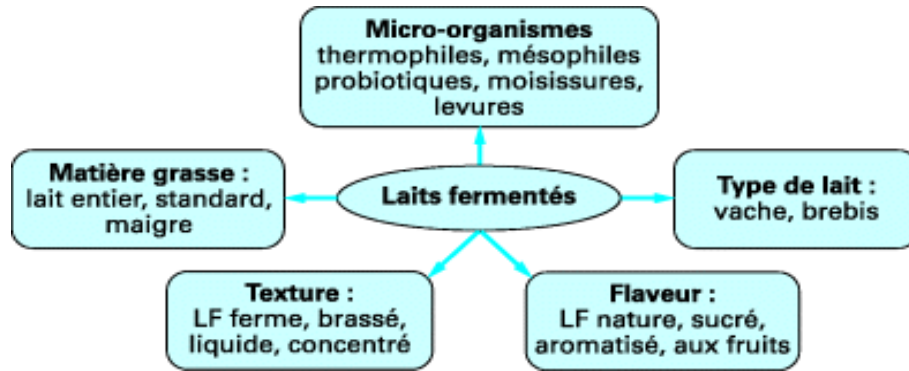 Micro-organismes
thermophiles, mésophiles
probiotiques, moisissures,
levures
Matière grasse :
lait entier, standard,
maigre
Laits fermentés
Type de lait :
vache, brebis
Texture :
LF ferme, brassé,
liquide, concentré
Flaveur :
LF nature, sucré,
aromatisé, aux fruits